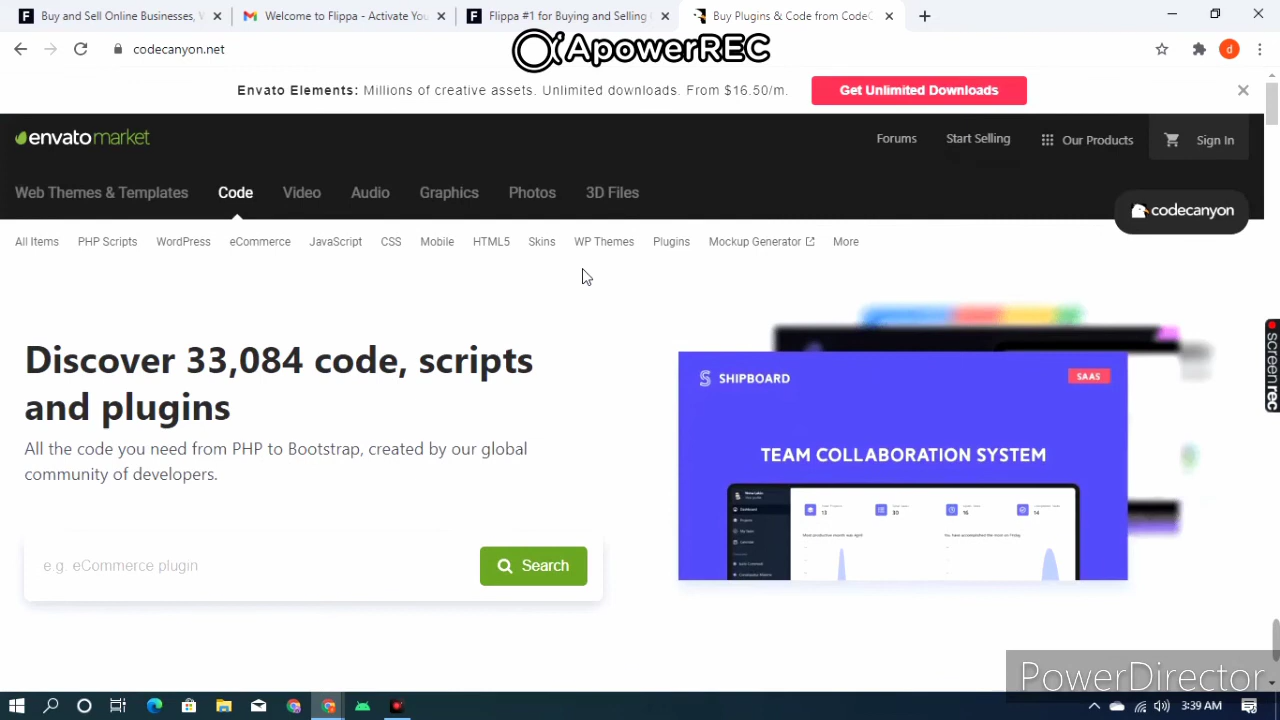 Buy and Sell Online Businesses, W
Welcome to Flippa - Activate You
Flippa #1 for Buying and Selling
Buy Plugins & Code from CodeC
codecanyon.net
ApowerREC
d
Envato Elements: Millions of creative assets. Unlimited downloads. From $16.50/m.
Get Unlimited Downloads
envatomarket
Forums
Start Selling
Our Products
Sign In
Web Themes & Templates
Code
Video
Audio
Graphics
Photos
3D Files
codecanyon
All Items
PHP Scripts
WordPress
eCommerce
JavaScript
CSS
Mobile
HTML5
Skins
WP Themes
Plugins
Mockup Generator
More
Discover 33,084 code, scripts
and plugins
All the code you need from PHP to Bootstrap, created by our global
community of developers.
e.g. eCommerce plugin
Search
SHIPBOARD
SAAS
TEAM COLLABORATION SYSTEM
Dashboard
13
30
16
14
screenrec
PowerDirector
3:39 AM